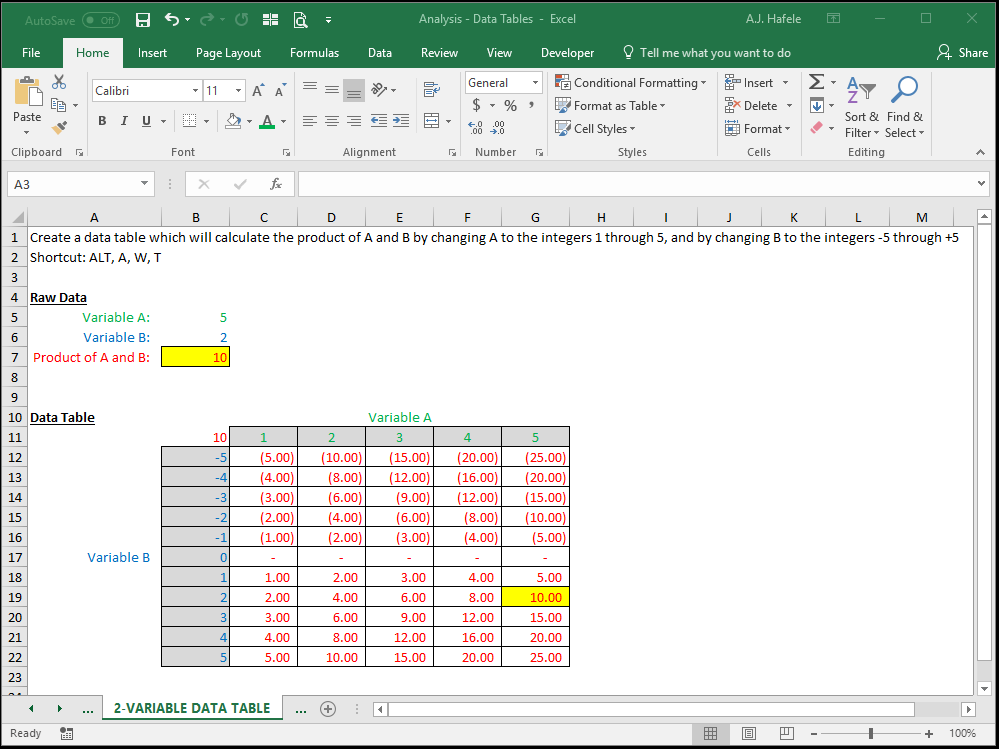 AutoSave Off Analysis - Data Tables - Excel A.J. Hafele
File Home Insert Page Layout Formulas Data Review View Developer Tell me what you want to do Share
Calibri 11 General Conditional Formatting Insert Σ
Paste B I U A $ % , Format as Table Delete Sort & Find &
Cell Styles Format Filter Select
Clipboard Font Alignment Number Styles Cells Editing
A3 fx
A B C D E F G H I J K L M
1 Create a data table which will calculate the product of A and B by changing A to the integers 1 through 5, and by changing B to the integers -5 through +5
2 Shortcut: ALT, A, W, T
3
4 Raw Data
5 Variable A: 5
6 Variable B: 2
7 Product of A and B: 10
8
9
10 Data Table Variable A
11 10 1 2 3 4 5
12 -5 (5.00) (10.00) (15.00) (20.00) (25.00)
13 -4 (4.00) (8.00) (12.00) (16.00) (20.00)
14 -3 (3.00) (6.00) (9.00) (12.00) (15.00)
15 -2 (2.00) (4.00) (6.00) (8.00) (10.00)
16 -1 (1.00) (2.00) (3.00) (4.00) (5.00)
17 Variable B 0 - - - - -
18 1 1.00 2.00 3.00 4.00 5.00
19 2 2.00 4.00 6.00 8.00 10.00
20 3 3.00 6.00 9.00 12.00 15.00
21 4 4.00 8.00 12.00 16.00 20.00
22 5 5.00 10.00 15.00 20.00 25.00
23
24
... 2-VARIABLE DATA TABLE ...
Ready 100%